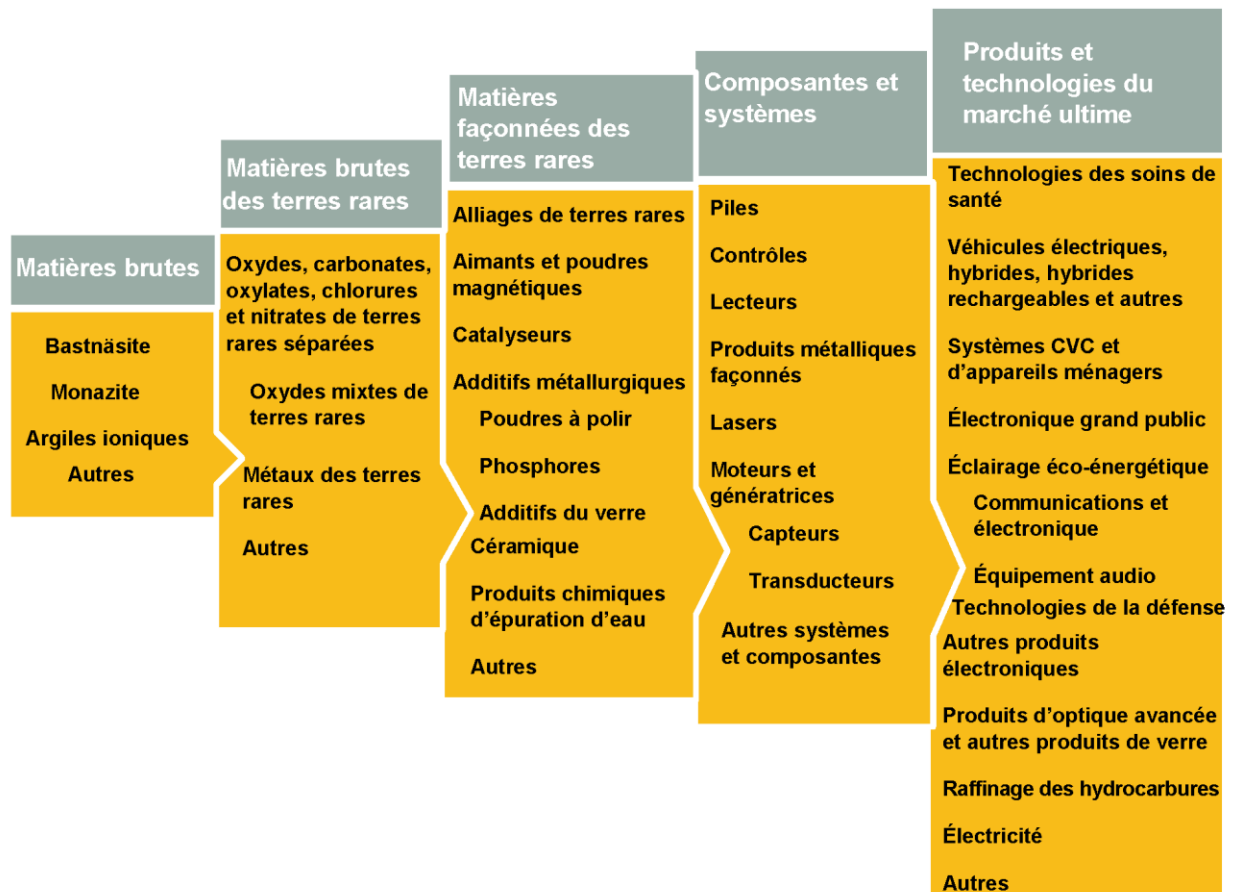 Matières brutes
Bastnäsite
Monazite
Argiles ioniques
Autres
Matières brutes
des terres rares
Oxydes, carbonates,
oxylates, chlorures
et nitrates de terres
rares séparées
Oxydes mixtes de
terres rares
Métaux des terres
rares
Autres
Matières
façonnées des
terres rares
Alliages de terres rares
Aimants et poudres
magnétiques
Catalyseurs
Additifs métallurgiques
Poudres à polir
Phosphores
Additifs du verre
Céramique
Produits chimiques
d'épuration d'eau
Autres
Composantes et
systèmes
Piles
Contrôles
Lecteurs
Produits métalliques
façonnés
Lasers
Moteurs et
génératrices
Capteurs
Transducteurs
Autres systèmes
et composantes
Produits et
technologies du
marché ultime
Technologies des soins de
santé
Véhicules électriques,
hybrides, hybrides
rechargeables et autres
Systèmes CVC et
d'appareils ménagers
Électronique grand public
Éclairage éco-énergétique
Communications et
électronique
Équipement audio
Technologies de la défense
Autres produits
électroniques
Produits d'optique avancée
et autres produits de verre
Raffinage des hydrocarbures
Électricité
Autres